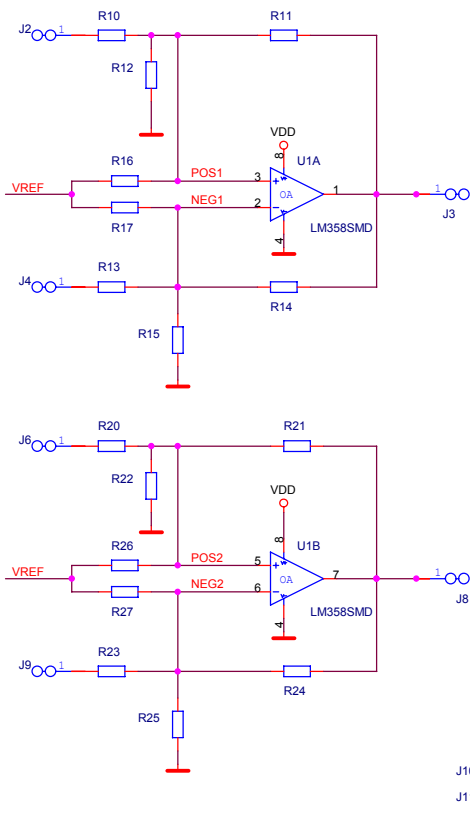 J2 1 R10 R11
R12
VDD
8 U1A
R16 POS1 3 + OA 1 1
VREF J3
R17 NEG1 2 -
4 LM358SMD
J4 1 R13 R14
R15
J6 1 R20 R21
R22
VDD
8 U1B
R26 POS2 5 + OA 7 1
VREF J8
R27 NEG2 6 -
4 LM358SMD
J9 1 R23 R24
R25